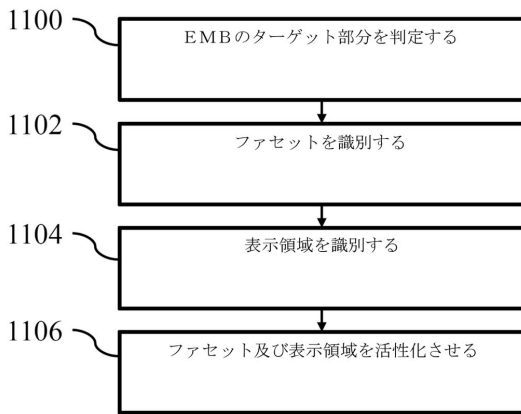 1100
ＥＭＢのターゲット部分を判定する
1102
ファセットを識別する
1104
表示領域を識別する
1106
ファセット及び表示領域を活性化させる